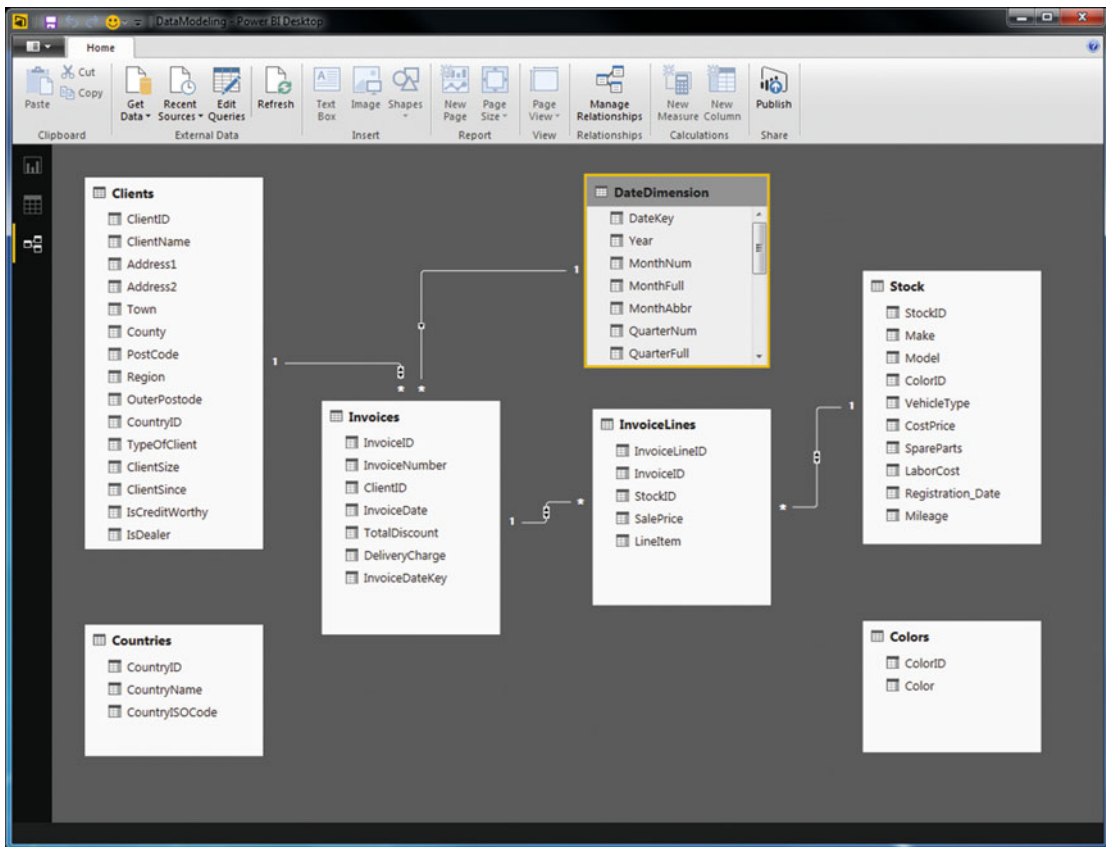 DataModeling - Power BI Desktop
Home
Cut
Copy
Paste
Get Data
Recent Sources
Edit Queries
Refresh
Text Box
Image
Shapes
New Page
Page Size
Page View
Manage Relationships
New Measure
New Column
Publish
Clipboard
External Data
Insert
Report
View
Relationships
Calculations
Share
Clients
ClientID
ClientName
Address1
Address2
Town
County
PostCode
Region
OuterPostode
CountryID
TypeOfClient
ClientSize
ClientSince
IsCreditWorthy
IsDealer
1
*
*
1
DateDimension
DateKey
Year
MonthNum
MonthFull
MonthAbbr
QuarterNum
QuarterFull
Stock
StockID
Make
Model
ColorID
VehicleType
CostPrice
SpareParts
LaborCost
Registration_Date
Mileage
Invoices
InvoiceID
InvoiceNumber
ClientID
InvoiceDate
TotalDiscount
DeliveryCharge
InvoiceDateKey
1
*
InvoiceLines
InvoiceLineID
InvoiceID
StockID
SalePrice
LineItem
*
1
Countries
CountryID
CountryName
CountryISOCode
Colors
ColorID
Color